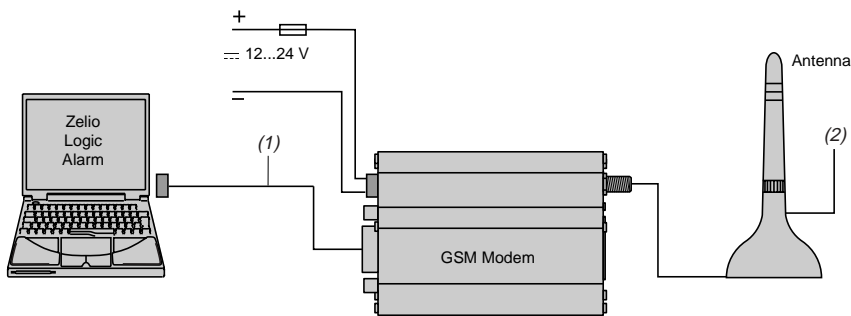 +
12...24 V
–
Antenna
Zelio
Logic
Alarm
(1)
(2)
GSM Modem